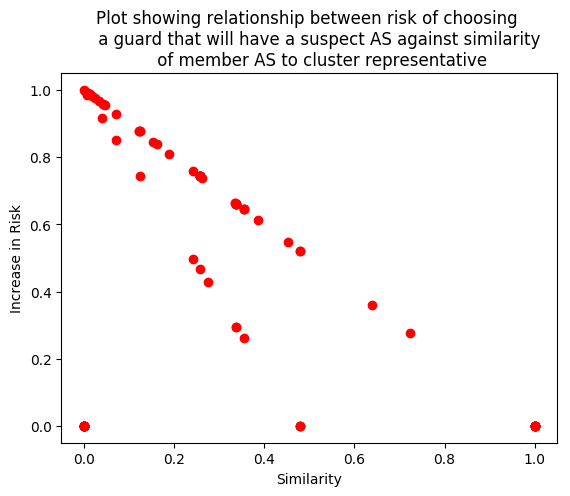 Plot showing relationship between risk of choosing
a guard that will have a suspect AS against similarity
of member AS to cluster representative
1.0
0.8
0.6
0.4
0.2
0.0
Increase in Risk
0.0 0.2 0.4 0.6 0.8 1.0
Similarity